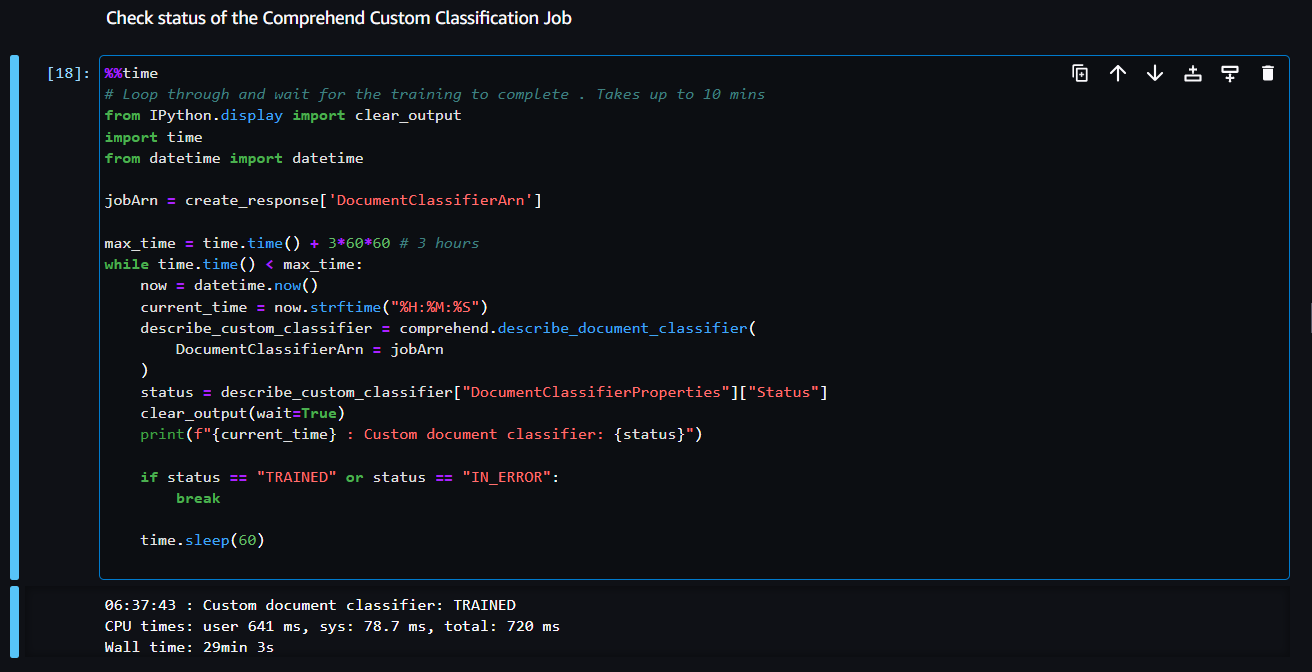 Check status of the Comprehend Custom Classification Job
[18]: %%time
# Loop through and wait for the training to complete . Takes up to 10 mins
from IPython.display import clear_output
import time
from datetime import datetime

jobArn = create_response['DocumentClassifierArn']

max_time = time.time() + 3*60*60 # 3 hours
while time.time() < max_time:
    now = datetime.now()
    current_time = now.strftime("%H:%M:%S")
    describe_custom_classifier = comprehend.describe_document_classifier(
        DocumentClassifierArn = jobArn
    )
    status = describe_custom_classifier["DocumentClassifierProperties"]["Status"]
    clear_output(wait=True)
    print(f"{current_time} : Custom document classifier: {status}")

    if status == "TRAINED" or status == "IN_ERROR":
        break

    time.sleep(60)

06:37:43 : Custom document classifier: TRAINED
CPU times: user 641 ms, sys: 78.7 ms, total: 720 ms
Wall time: 29min 3s